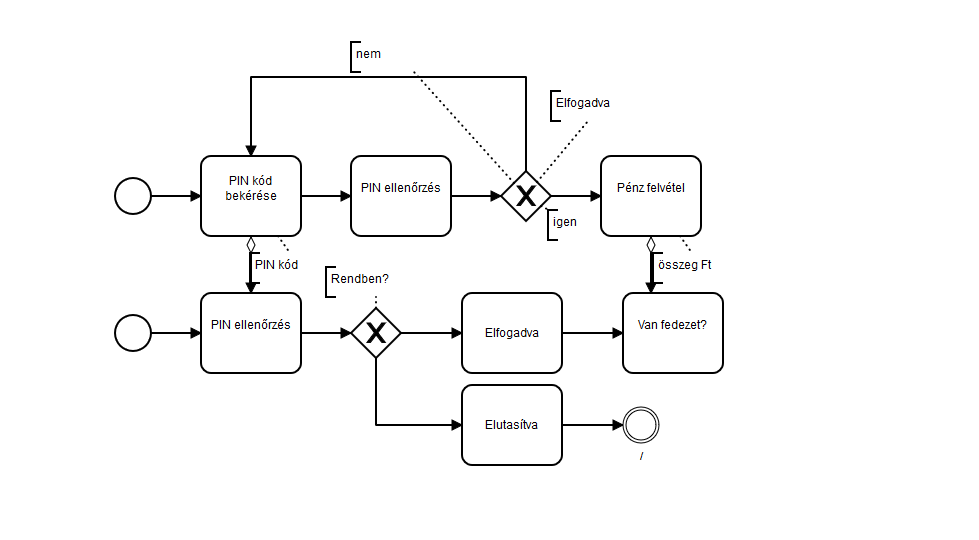 nem
Elfogadva
PIN kód
bekérése
PIN ellenőrzés
X
Pénz felvétel
igen
PIN kód
Rendben?
összeg Ft
PIN ellenőrzés
X
Elfogadva
Van fedezet?
Elutasítva
/